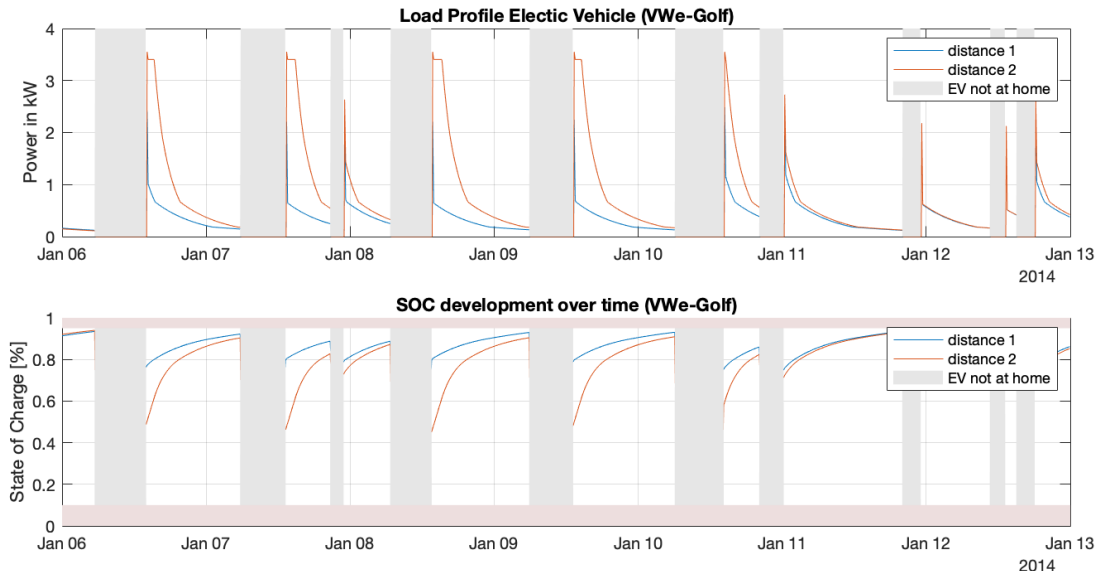 Load Profile Electic Vehicle (VWe-Golf)
Power in kW
4
3
2
1
0
distance 1
distance 2
EV not at home
Jan 06
Jan 07
Jan 08
Jan 09
Jan 10
Jan 11
Jan 12
Jan 13
2014
SOC development over time (VWe-Golf)
State of Charge [%]
1
0.8
0.6
0.4
0.2
0
distance 1
distance 2
EV not at home
Jan 06
Jan 07
Jan 08
Jan 09
Jan 10
Jan 11
Jan 12
Jan 13
2014